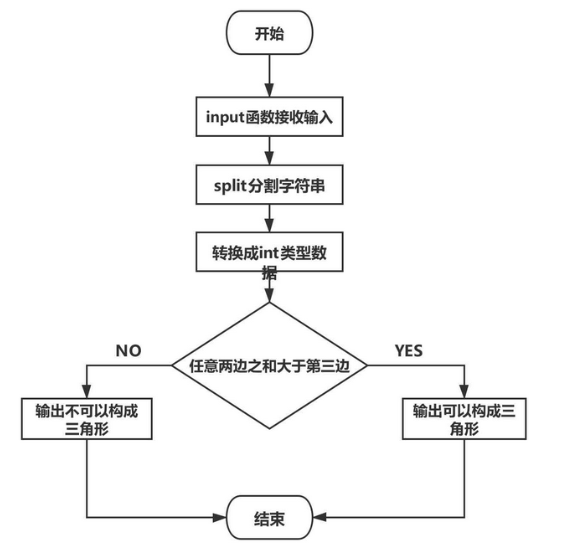 开始
input函数接收输入
split分割字符串
转换成int类型数
据
任意两边之和大于第三边
NO
YES
输出不可以构成
三角形
输出可以构成三
角形
结束